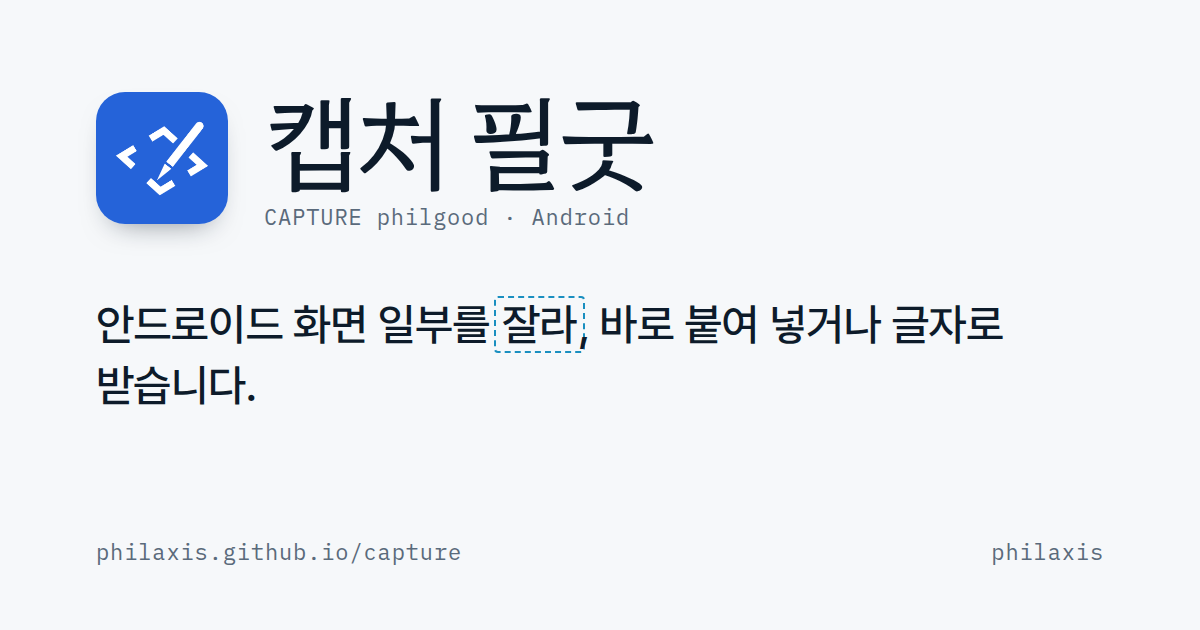 캡처 필굿
CAPTURE philgood · Android
안드로이드 화면 일부를 잘라, 바로 붙여 넣거나 글자로
받습니다.
philaxis.github.io/capture
philaxis